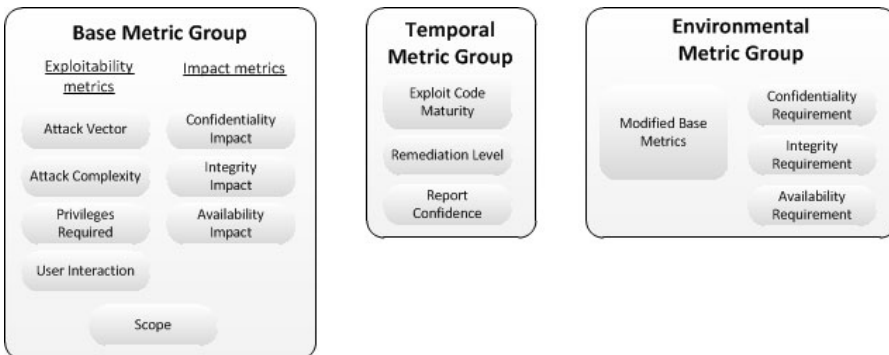 Base Metric Group
Exploitability
metrics
Impact metrics
Attack Vector
Attack Complexity
Privileges
Required
User Interaction
Confidentiality
Impact
Integrity
Impact
Availability
Impact
Scope
Temporal
Metric Group
Exploit Code
Maturity
Remediation Level
Report
Confidence
Environmental
Metric Group
Modified Base
Metrics
Confidentiality
Requirement
Integrity
Requirement
Availability
Requirement